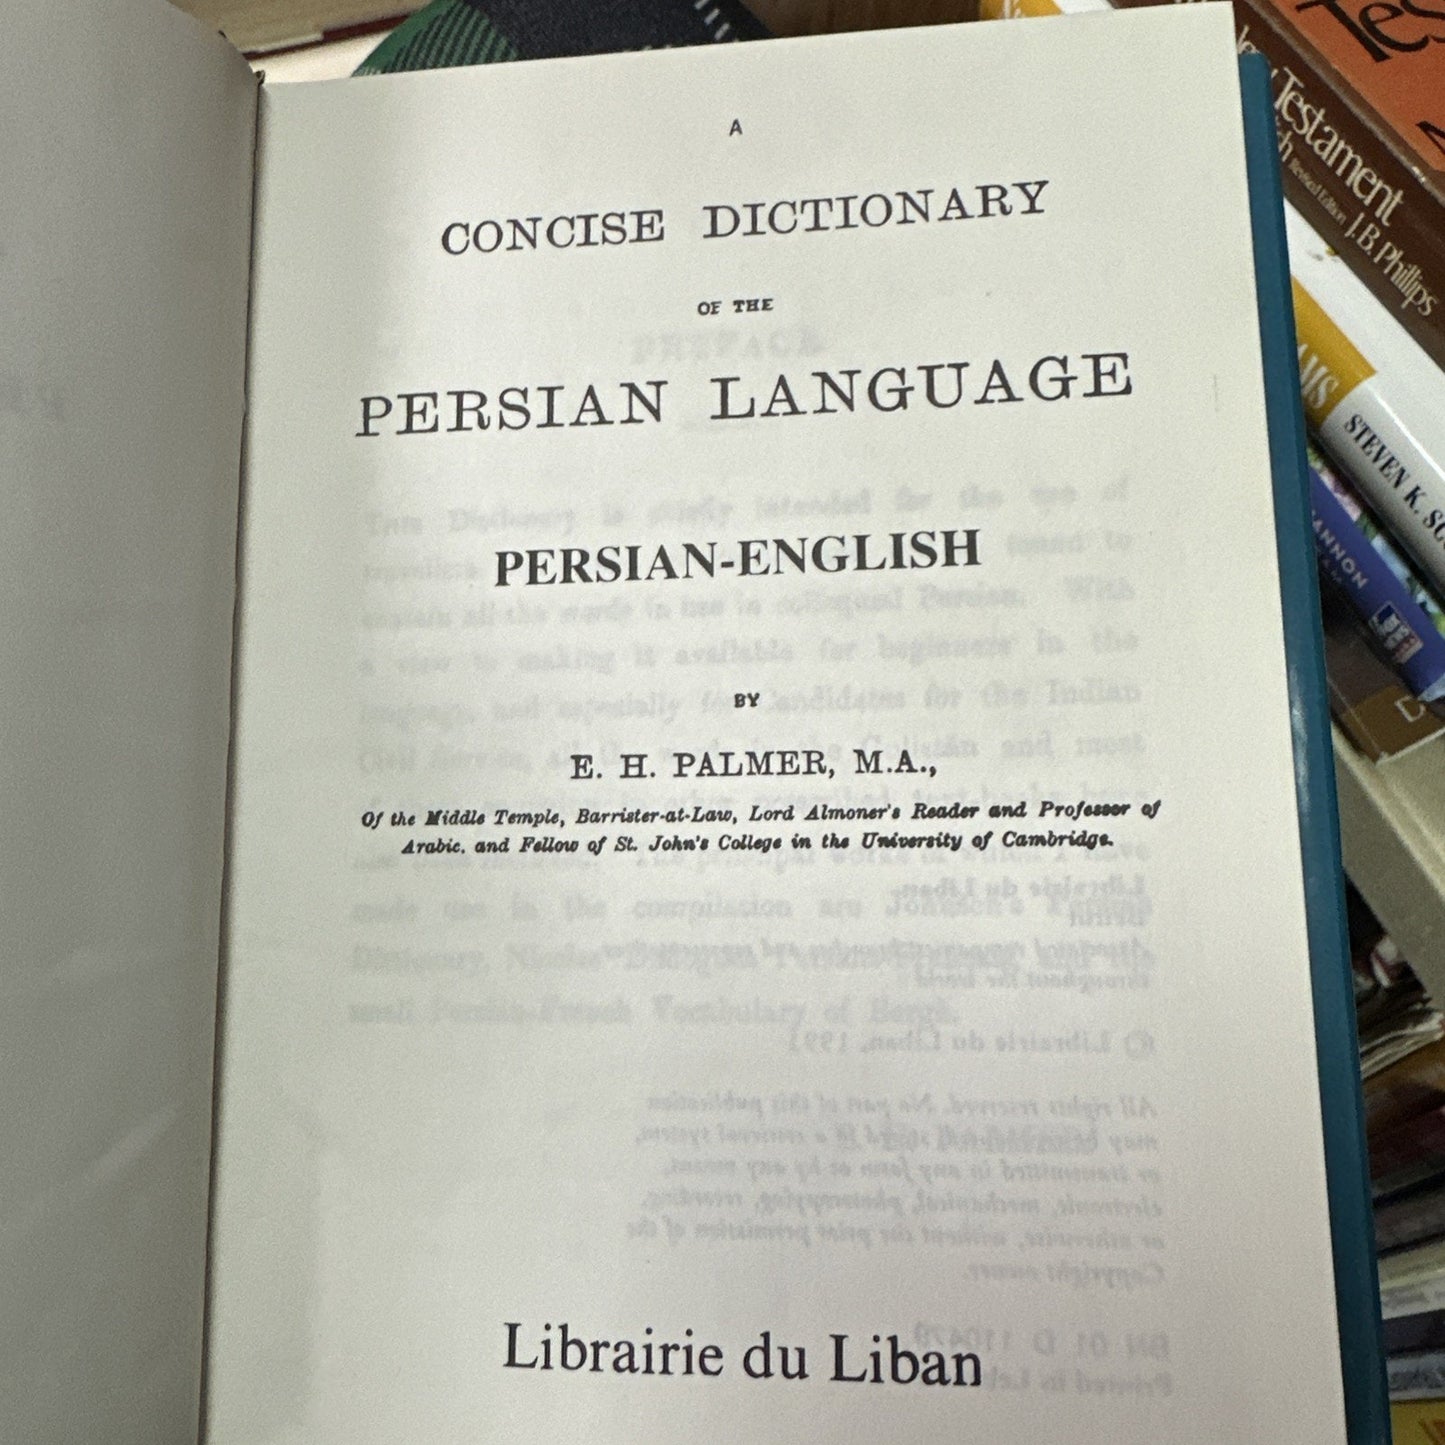 A
CONCISE DICTIONARY
OF THE
PERSIAN LANGUAGE
PERSIAN-ENGLISH
BY
E. H. PALMER, M.A.,
Of the Middle Temple, Barrister-at-Law, Lord Almoner's Reader and Professor of
Arabic, and Fellow of St. John's College in the University of Cambridge.
Librairie du Liban
Testament
Revised Edition
J.B. Phillips
STEVEN K.